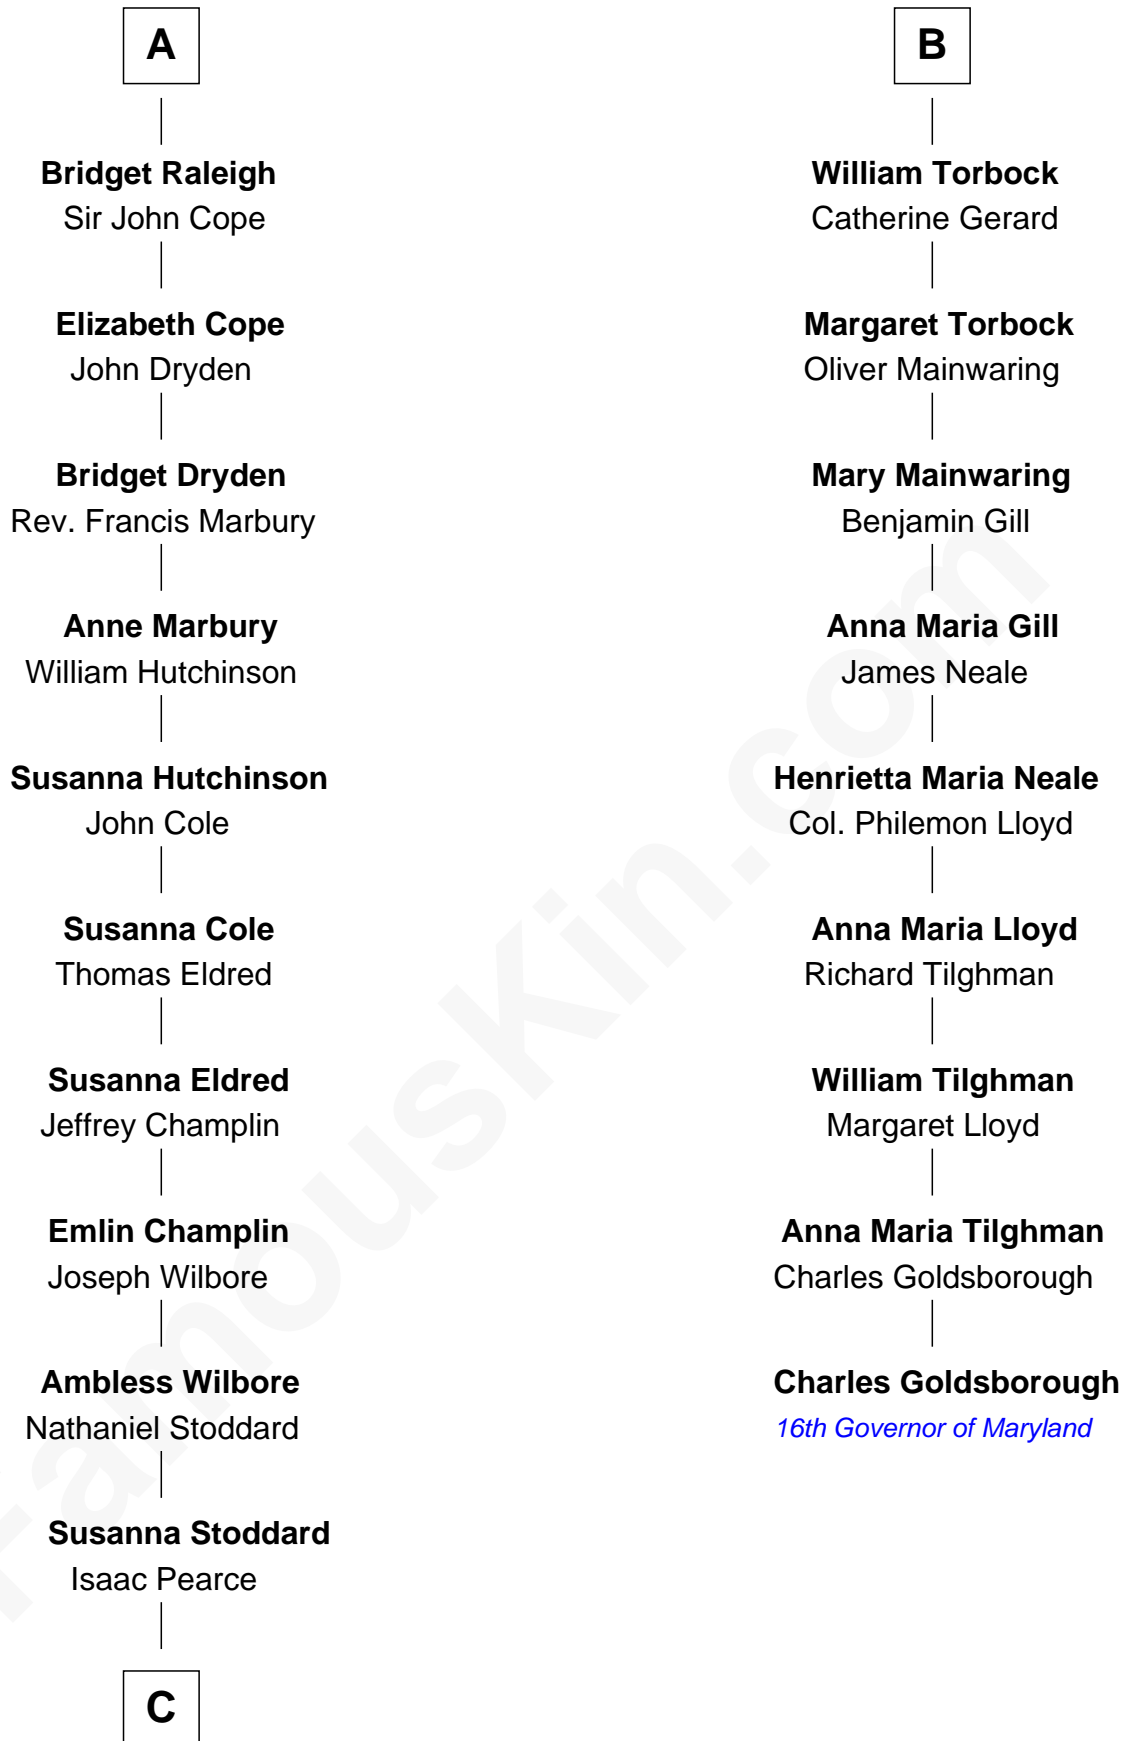 A
Bridget Raleigh
Sir John Cope
Elizabeth Cope
John Dryden
Bridget Dryden
Rev. Francis Marbury
Anne Marbury
William Hutchinson
Susanna Hutchinson
John Cole
Susanna Cole
Thomas Eldred
Susanna Eldred
Jeffrey Champlin
Emlin Champlin
Joseph Wilbore
Ambless Wilbore
Nathaniel Stoddard
Susanna Stoddard
Isaac Pearce
C
B
William Torbock
Catherine Gerard
Margaret Torbock
Oliver Mainwaring
Mary Mainwaring
Benjamin Gill
Anna Maria Gill
James Neale
Henrietta Maria Neale
Col. Philemon Lloyd
Anna Maria Lloyd
Richard Tilghman
William Tilghman
Margaret Lloyd
Anna Maria Tilghman
Charles Goldsborough
Charles Goldsborough
16th Governor of Maryland
FamousKin.com